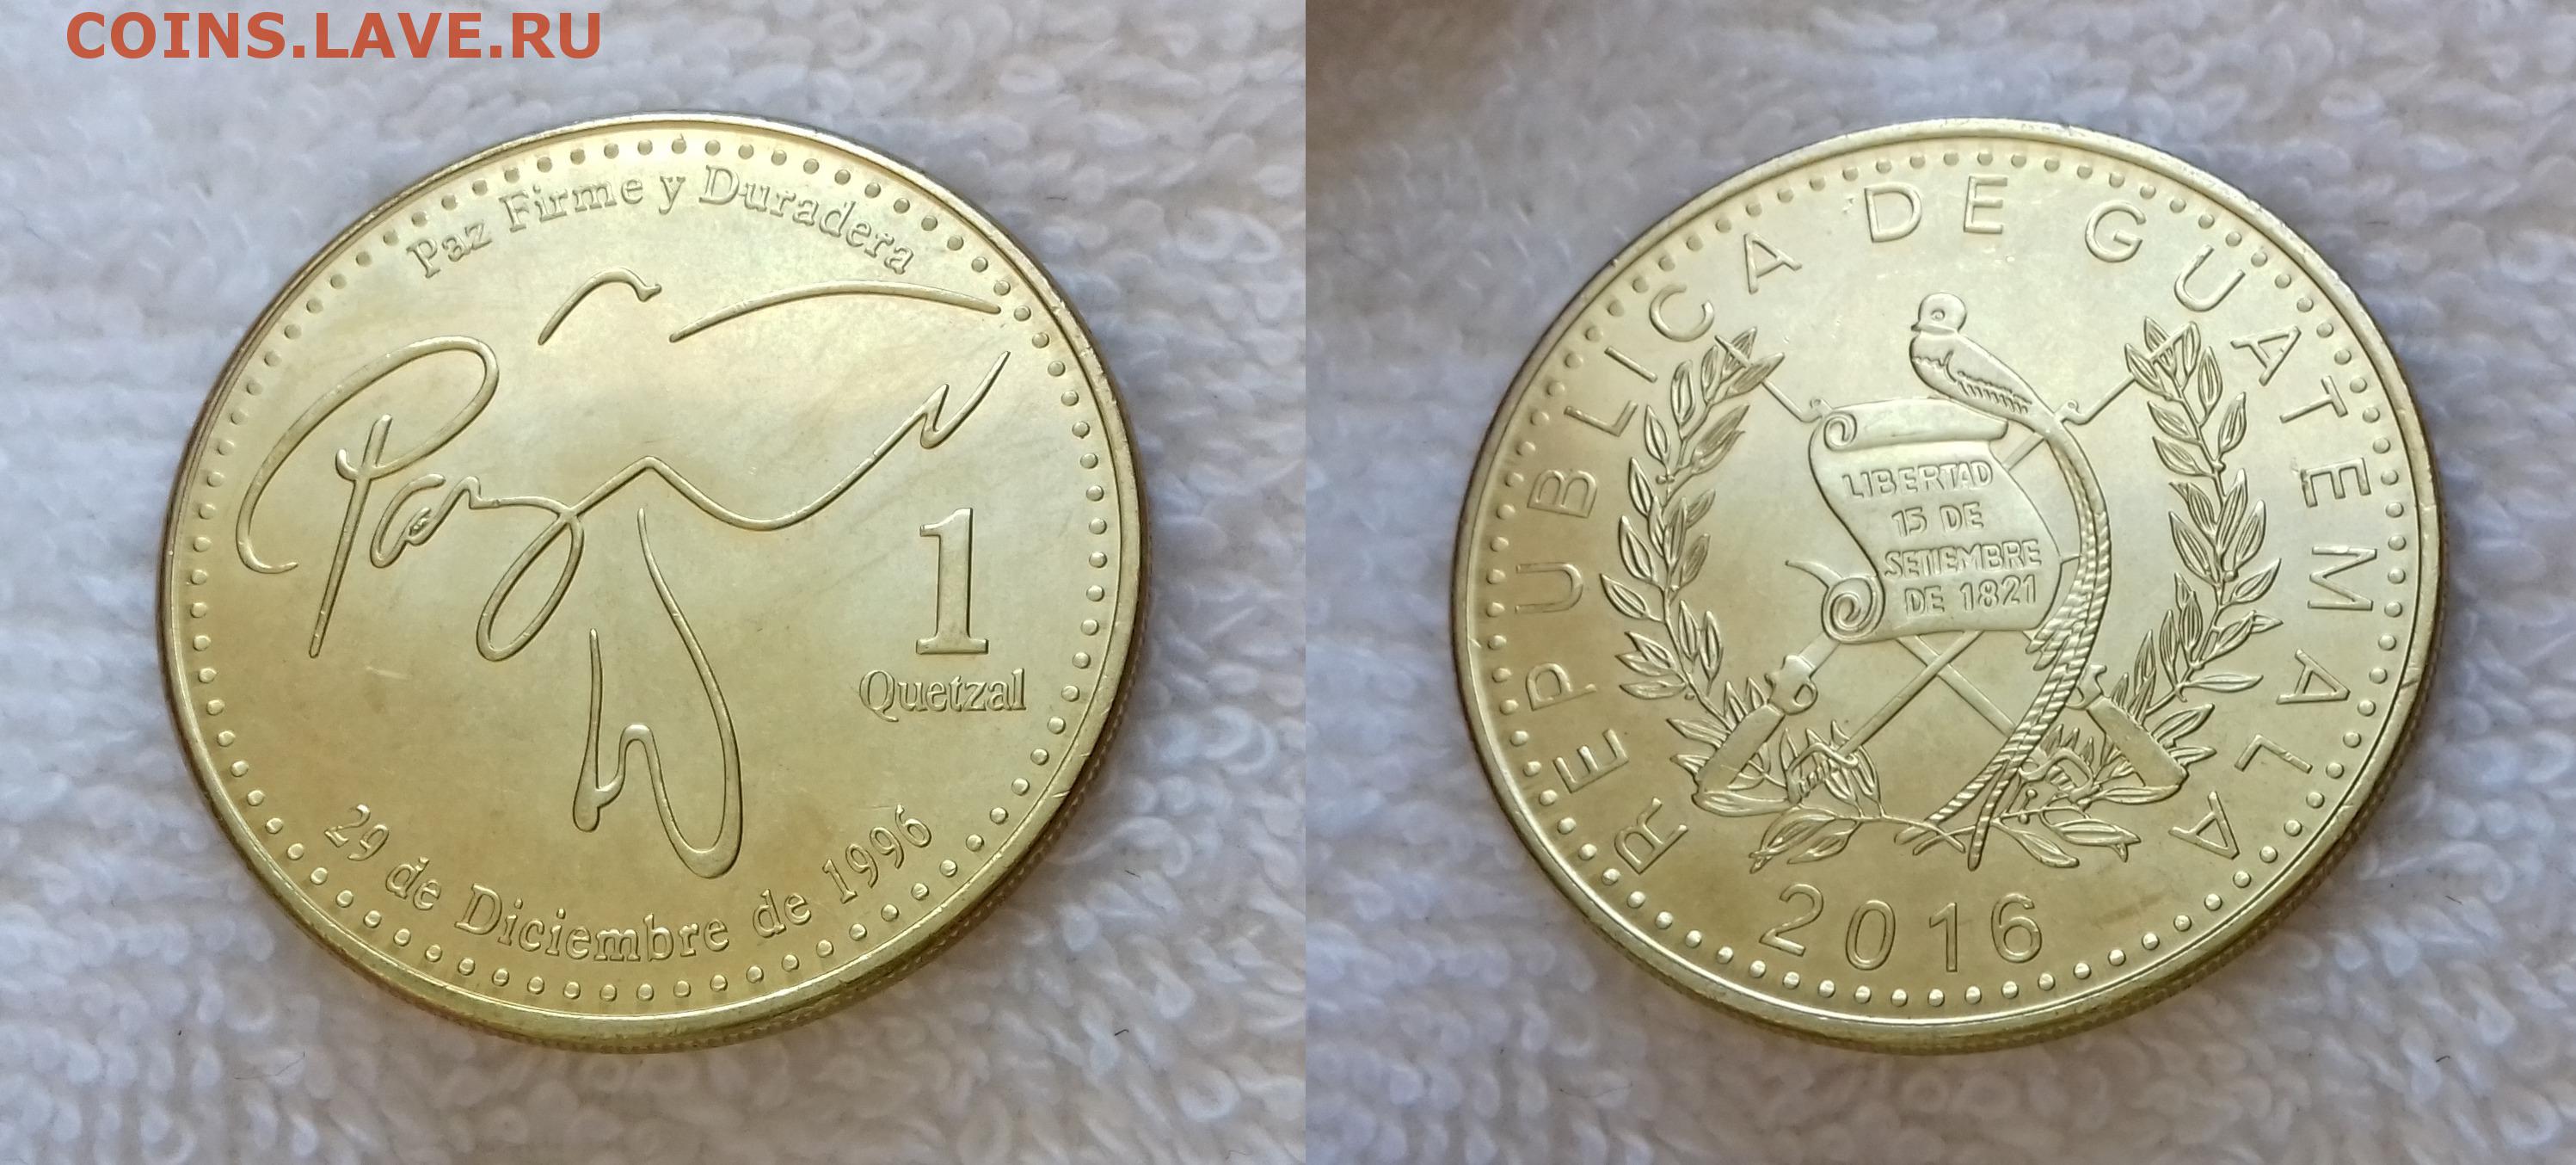 COINS.LAVE.RU
Paz Firme y Duradera
Paz
1
Quetzal
29 de Diciembre de 1996
REPUBLICA DE GUATEMALA
LIBERTAD
15 DE
SETIEMBRE
DE 1821
2016